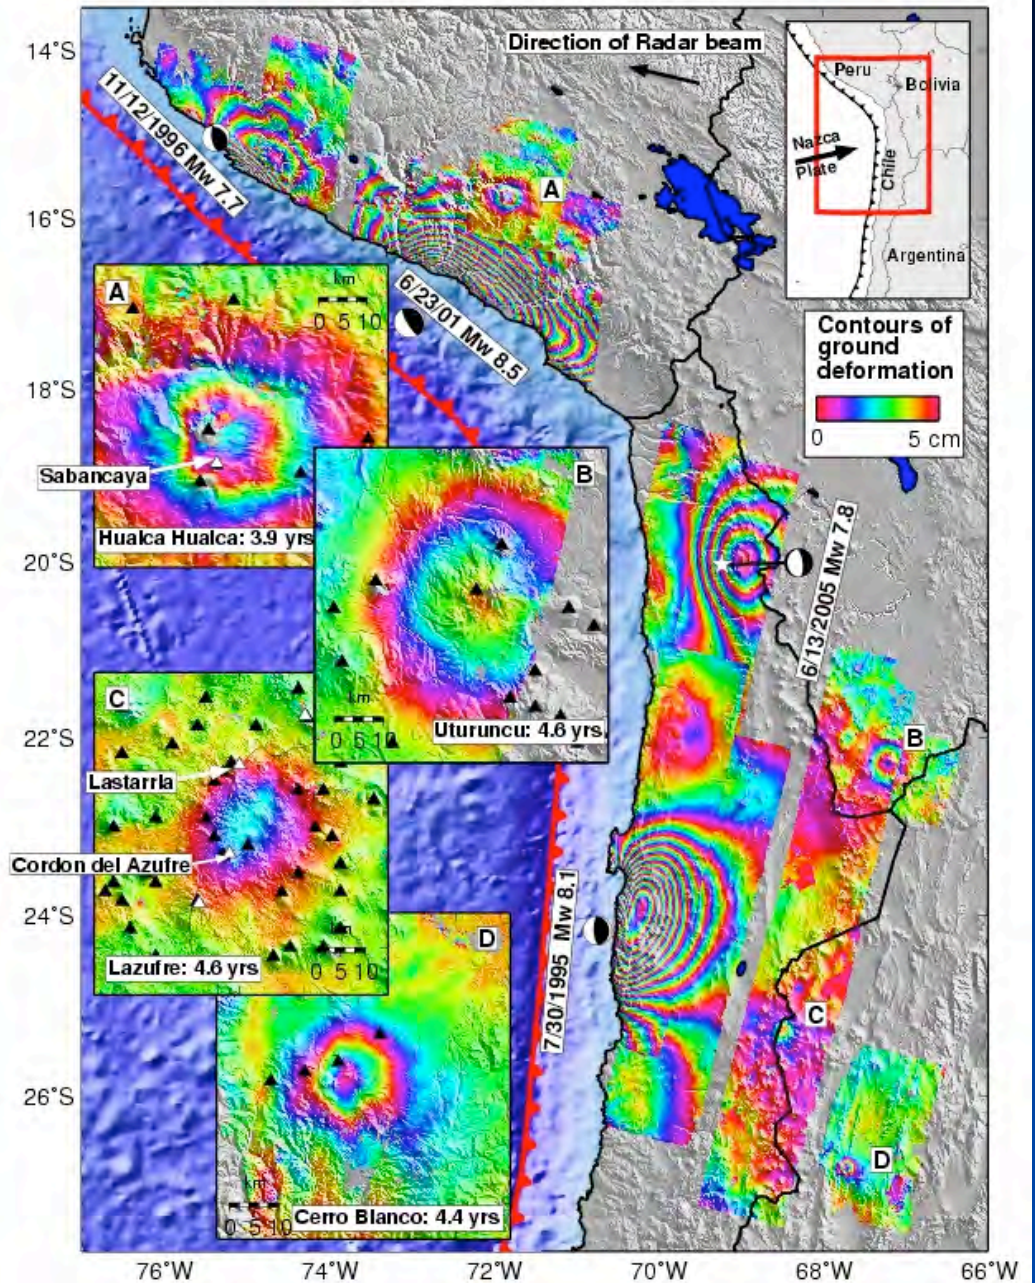 14°S
16°S
18°S
20°S
22°S
24°S
26°S
76°W
74°W
72°W
70°W
68°W
66°W
Direction of Radar beam
11/12/1996 Mw 7.7
6/23/01 Mw 8.5
6/13/2005 Mw 7.8
7/30/1995 Mw 8.1
A
B
C
D
Peru
Bolivia
Nazca
Plate
Chile
Argentina
Contours of
ground
deformation
0
5 cm
A
km
0 5 10
Sabancaya
Hualca Hualca: 3.9 yrs
B
km
0 5 10
Uturuncu: 4.6 yrs
C
Lastarria
Cordon del Azufre
Lazufre: 4.6 yrs
km
0 5 10
D
km
0 5 10
Cerro Blanco: 4.4 yrs